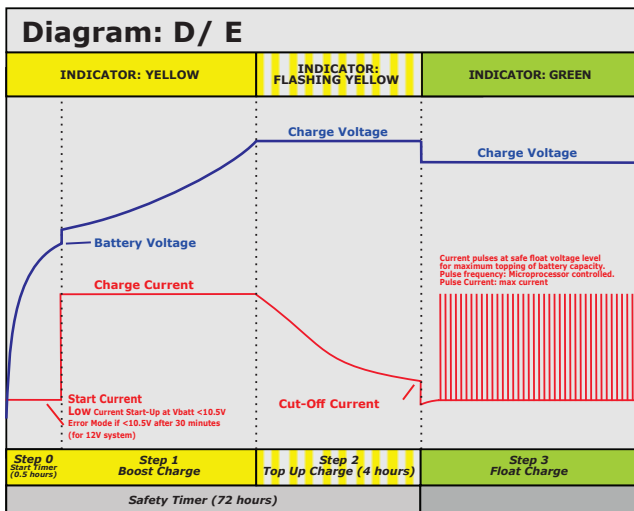 Diagram: D/ E
INDICATOR: YELLOW
INDICATOR:
FLASHING YELLOW
INDICATOR: GREEN
Charge Voltage
Charge Voltage
Battery Voltage
Current pulses at safe float voltage level
for maximum topping of battery capacity.
Pulse frequency: Microprocessor controlled.
Pulse Current: max current
Charge Current
Start Current
Low Current Start-Up at Vbatt <10.5V
Error Mode if <10.5V after 30 minutes
(for 12V system)
Cut-Off Current
Step 0
Start Timer
(0.5 hours)
Step 1
Boost Charge
Step 2
Top Up Charge (4 hours)
Step 3
Float Charge
Safety Timer (72 hours)